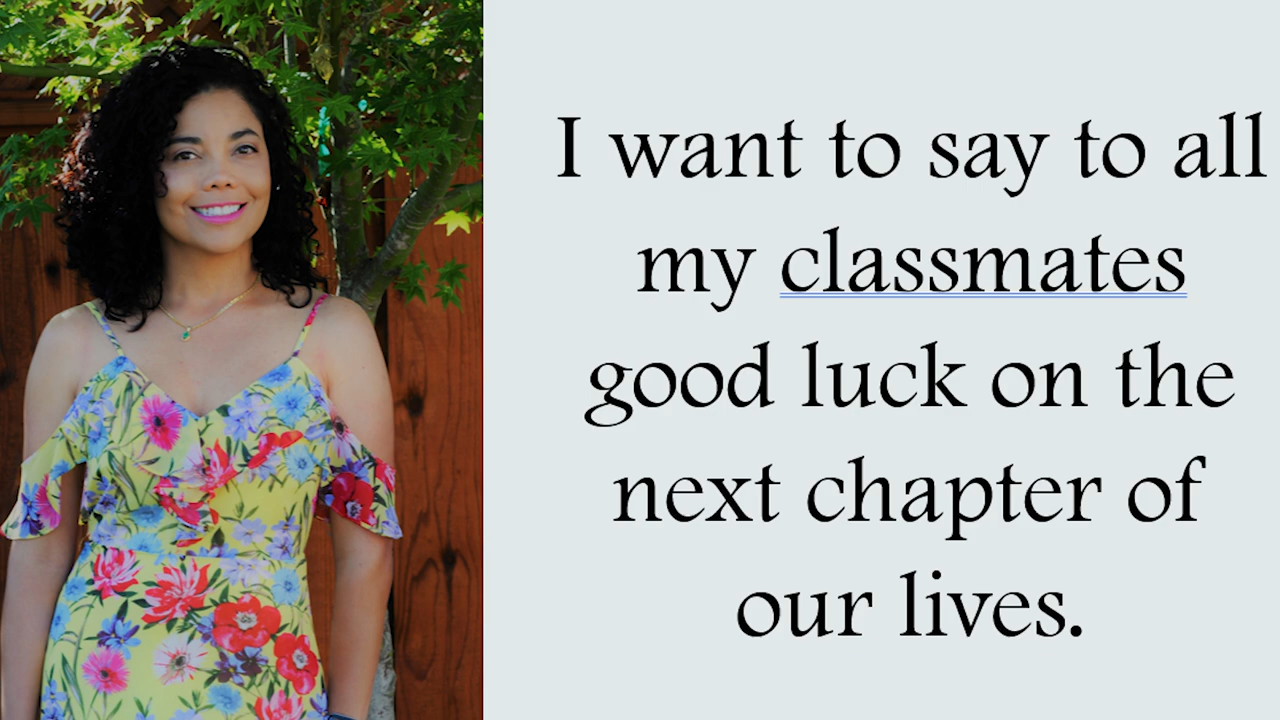 I want to say to all
my classmates
good luck on the
next chapter of
our lives.